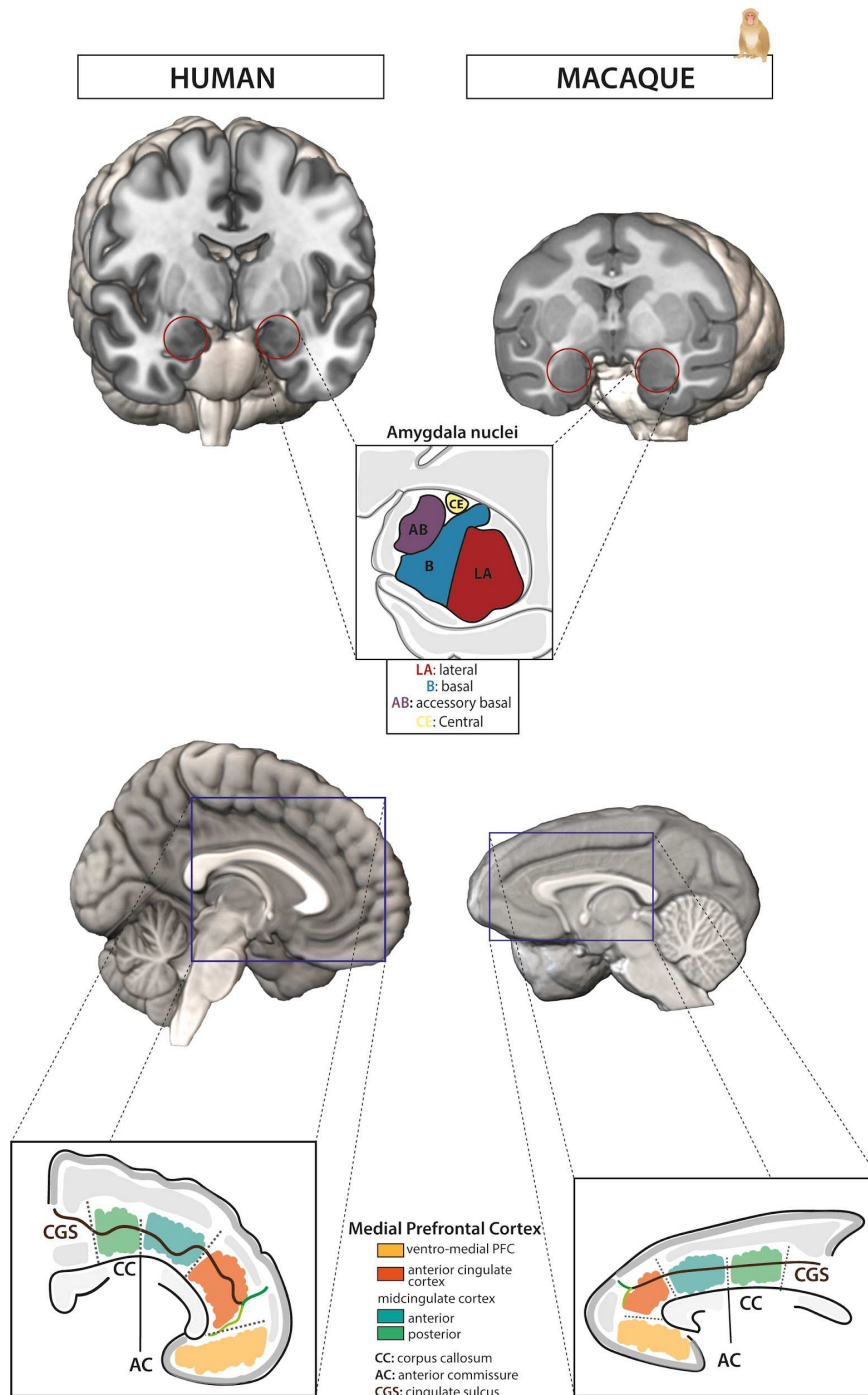 HUMAN
MACAQUE
Amygdala nuclei
CE
AB
B
LA
LA: lateral
B: basal
AB: accessory basal
CE: Central
CGS
CC
AC
Medial Prefrontal Cortex
ventro-medial PFC
anterior cingulate
cortex
midcingulate cortex
anterior
posterior
CC: corpus callosum
AC: anterior commissure
CGS: cingulate sulcus
CGS
CC
AC